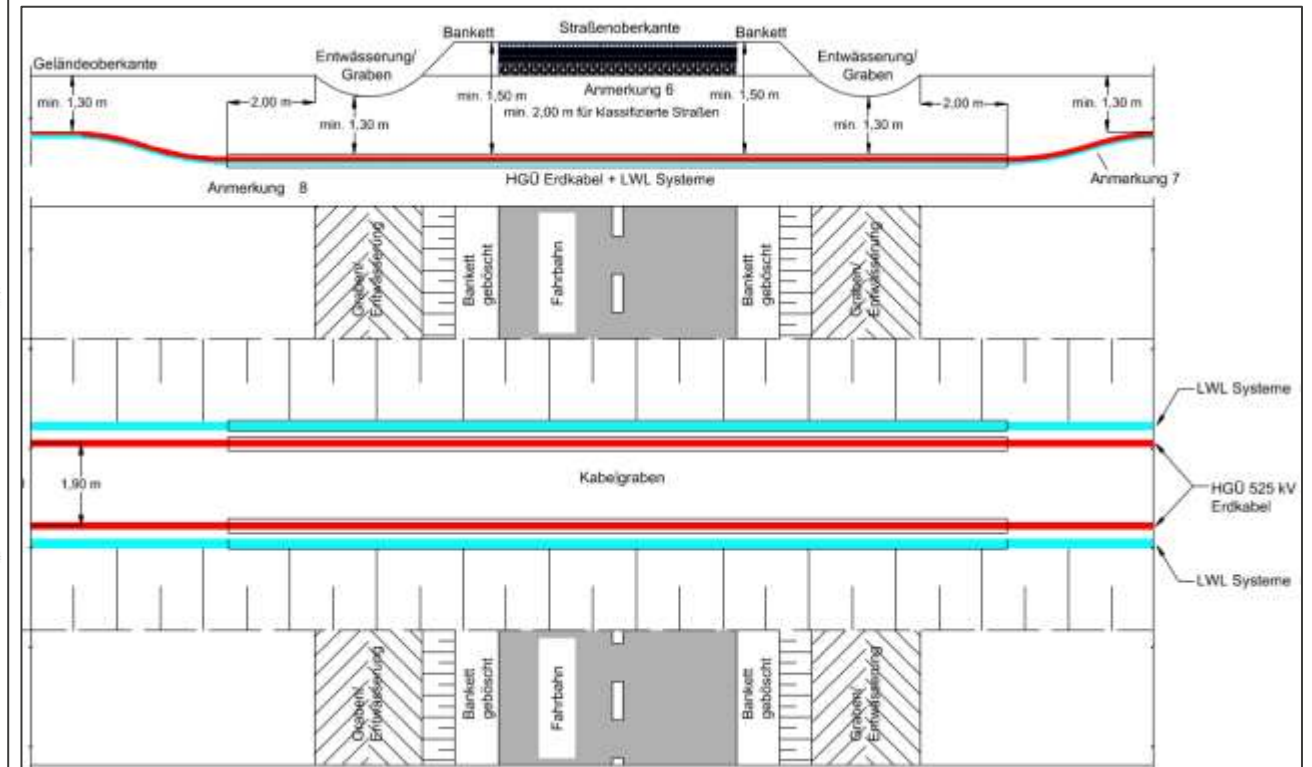 Bankett
Straßenoberkante
Bankett
Geländeoberkante
Entwässerung/
Graben
Entwässerung/
Graben
min. 1,30 m
2,00 m
min. 1,50 m
Anmerkung 6
min. 1,50 m
2,00 m
min. 1,30 m
min. 2,00 m für klassifizierte Straßen
min. 1,30 m
min. 1,30 m
Anmerkung 8
HGÜ Erdkabel + LWL Systeme
Anmerkung 7
Graben/
Entwässerung
Bankett
geböscht
Fahrbahn
Bankett
geböscht
Graben/
Entwässerung
LWL Systeme
1,90 m
Kabelgraben
HGÜ 525 kV
Erdkabel
LWL Systeme
Graben/
Entwässerung
Bankett
geböscht
Fahrbahn
Bankett
geböscht
Graben/
Entwässerung